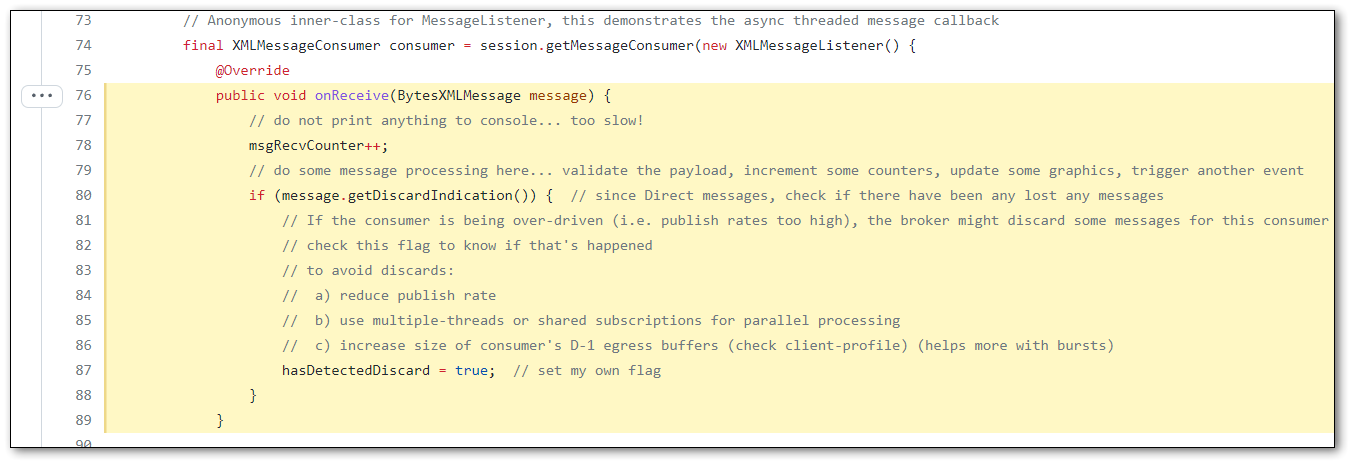 73 // Anonymous inner-class for MessageListener, this demonstrates the async threaded message callback
74 final XMLMessageConsumer consumer = session.getMessageConsumer(new XMLMessageListener() {
75 @Override
76 public void onReceive(BytesXMLMessage message) {
77 // do not print anything to console... too slow!
78 msgRecvCounter++;
79 // do some message processing here... validate the payload, increment some counters, update some graphics, trigger another event
80 if (message.getDiscardIndication()) {  // since Direct messages, check if there have been any lost any messages
81 // If the consumer is being over-driven (i.e. publish rates too high), the broker might discard some messages for this consumer
82 // check this flag to know if that's happened
83 // to avoid discards:
84 //  a) reduce publish rate
85 //  b) use multiple-threads or shared subscriptions for parallel processing
86 //  c) increase size of consumer's D-1 egress buffers (check client-profile) (helps more with bursts)
87 hasDetectedDiscard = true;  // set my own flag
88 }
89 }
90